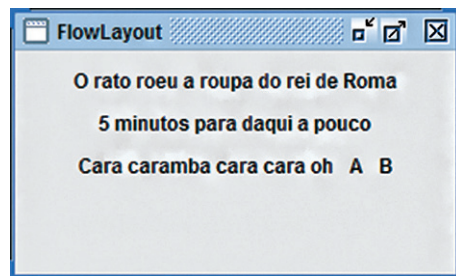 FlowLayout
O rato roeu a roupa do rei de Roma
5 minutos para daqui a pouco
Cara caramba cara cara oh A B